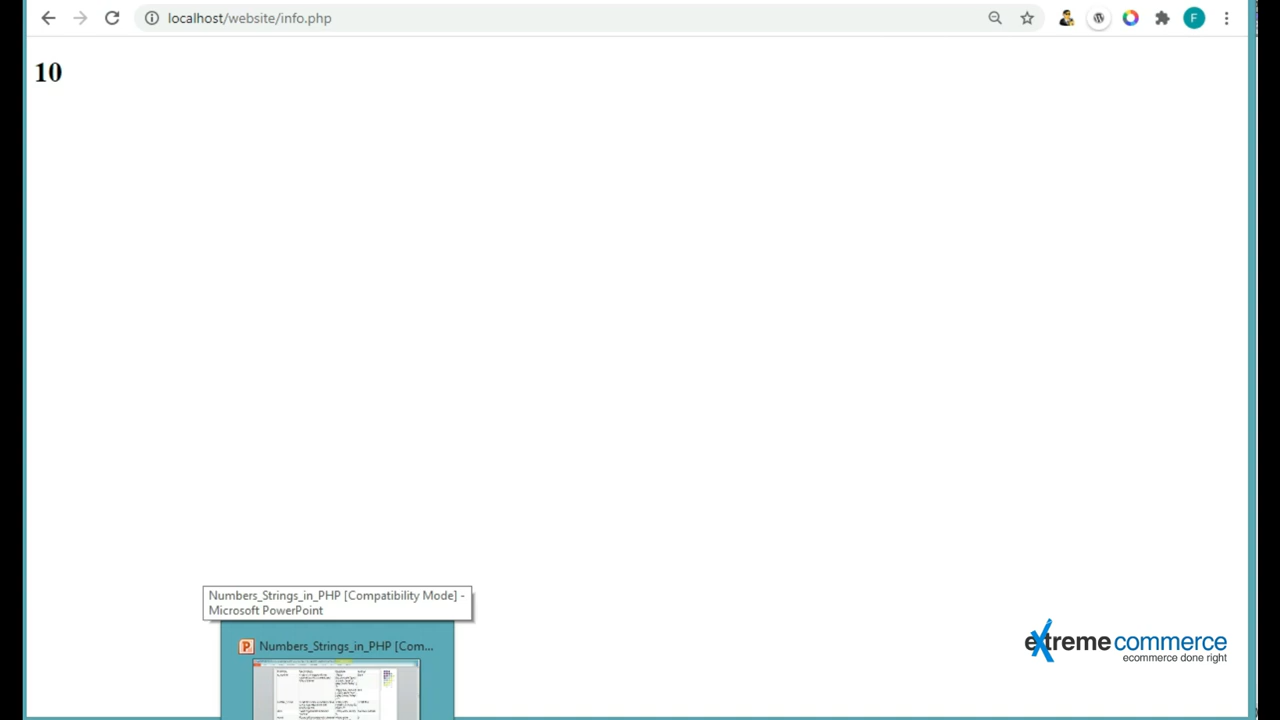 localhost/website/info.php
F
10
Numbers_Strings_in_PHP [Compatibility Mode] -
Microsoft PowerPoint
Numbers_Strings_in_PHP [Com...
extreme commerce
ecommerce done right